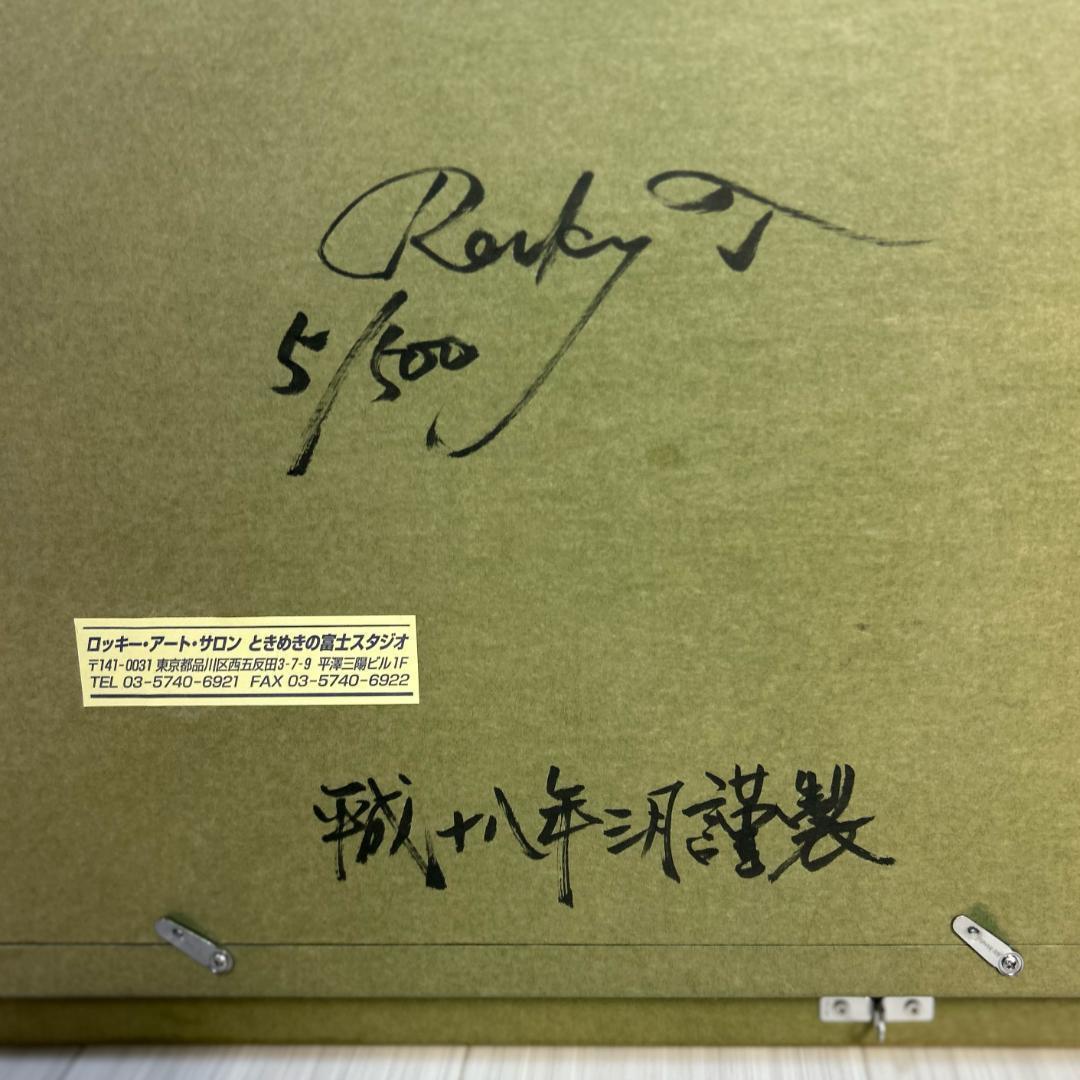 Rocky T
5/500
ロッキー・アート・サロン ときめきの富士スタジオ
〒141-0031 東京都品川区西五反田3-7-9 平澤三陽ビル1F
TEL 03-5740-6921 FAX 03-5740-6922
平成十八年三月謹製